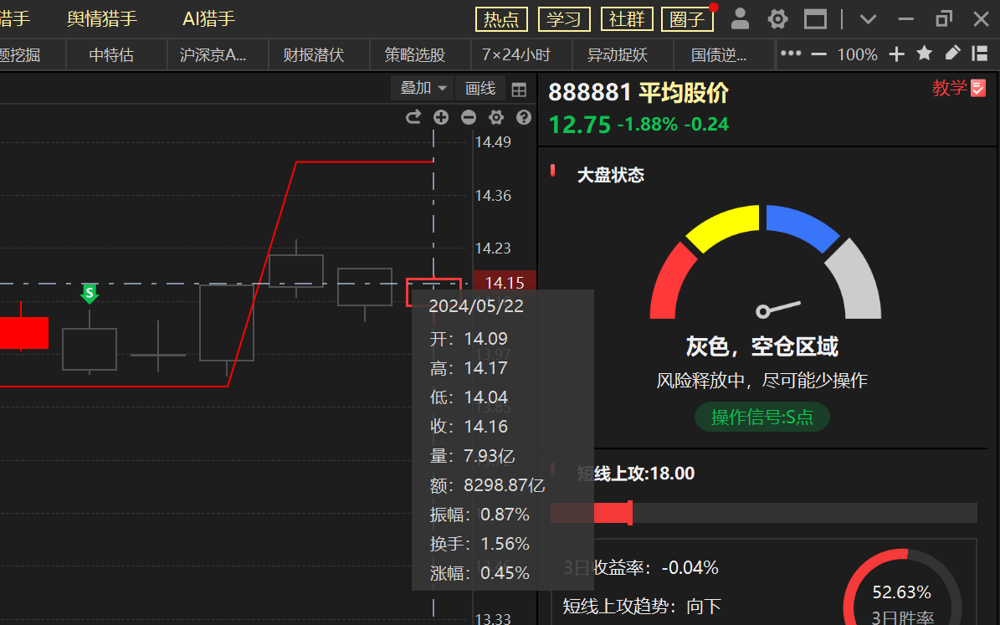 猎手 舆情猎手 AI猎手 热点 学习 社群 圈子
题挖掘 中特估 沪深京A... 财报潜伏 策略选股 7×24小时 异动捉妖 国债逆... 100%
叠加 画线
888881 平均股价 教学
12.75 -1.88% -0.24
14.49
14.36
14.23
14.15
S
13.97
13.85
13.33
2024/05/22
开：14.09
高：14.17
低：14.04
收：14.16
量：7.93亿
额：8298.87亿
振幅：0.87%
换手：1.56%
涨幅：0.45%
大盘状态
灰色，空仓区域
风险释放中，尽可能少操作
操作信号:S点
短线上攻:18.00
3日收益率：-0.04%
短线上攻趋势：向下
52.63%
3日胜率